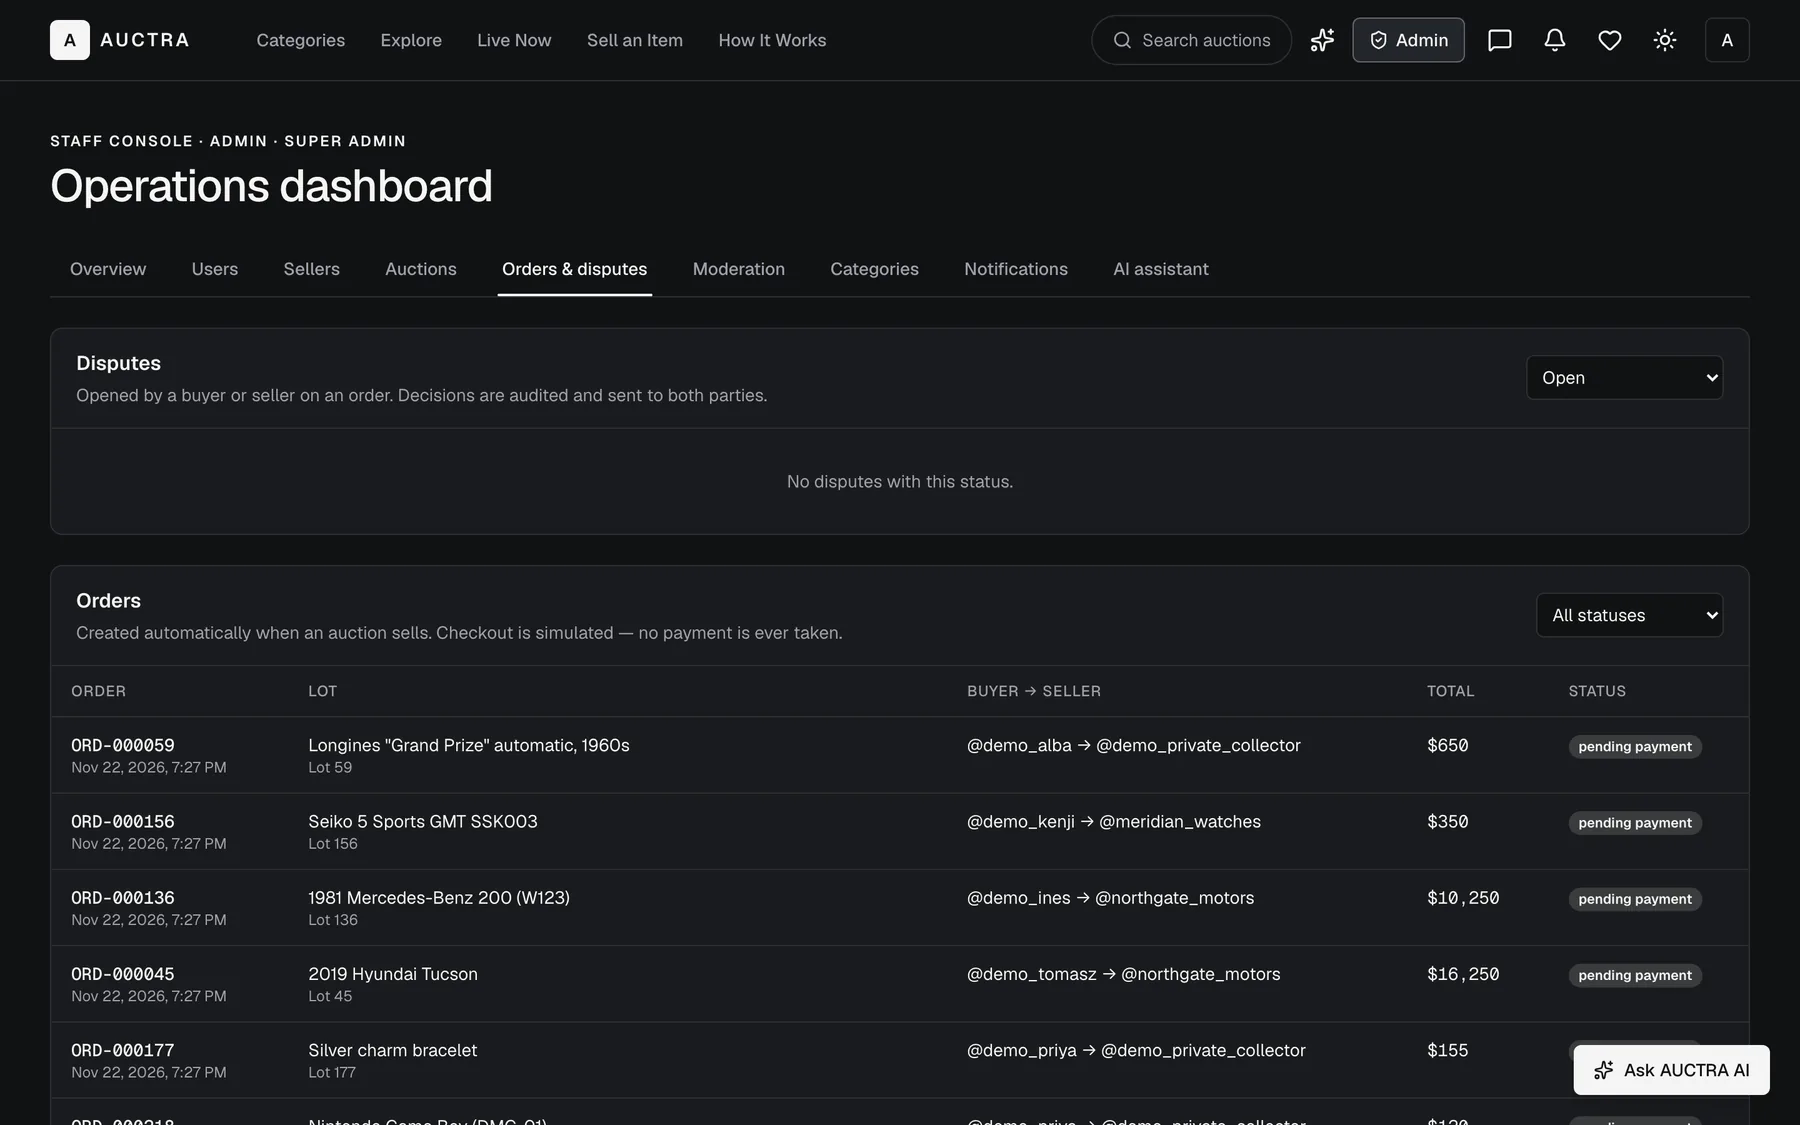 A AUCTRA Categories Explore Live Now Sell an Item How It Works Search auctions Admin A
STAFF CONSOLE · ADMIN · SUPER ADMIN
Operations dashboard
Overview Users Sellers Auctions Orders & disputes Moderation Categories Notifications AI assistant
Disputes
Opened by a buyer or seller on an order. Decisions are audited and sent to both parties.
Open
No disputes with this status.
Orders
Created automatically when an auction sells. Checkout is simulated — no payment is ever taken.
All statuses
ORDER LOT BUYER → SELLER TOTAL STATUS
ORD-000059 Longines "Grand Prize" automatic, 1960s @demo_alba → @demo_private_collector $650 pending payment
Nov 22, 2026, 7:27 PM Lot 59
ORD-000156 Seiko 5 Sports GMT SSK003 @demo_kenji → @meridian_watches $350 pending payment
Nov 22, 2026, 7:27 PM Lot 156
ORD-000136 1981 Mercedes-Benz 200 (W123) @demo_ines → @northgate_motors $10,250 pending payment
Nov 22, 2026, 7:27 PM Lot 136
ORD-000045 2019 Hyundai Tucson @demo_tomasz → @northgate_motors $16,250 pending payment
Nov 22, 2026, 7:27 PM Lot 45
ORD-000177 Silver charm bracelet @demo_priya → @demo_private_collector $155
Nov 22, 2026, 7:27 PM Lot 177
Ask AUCTRA AI